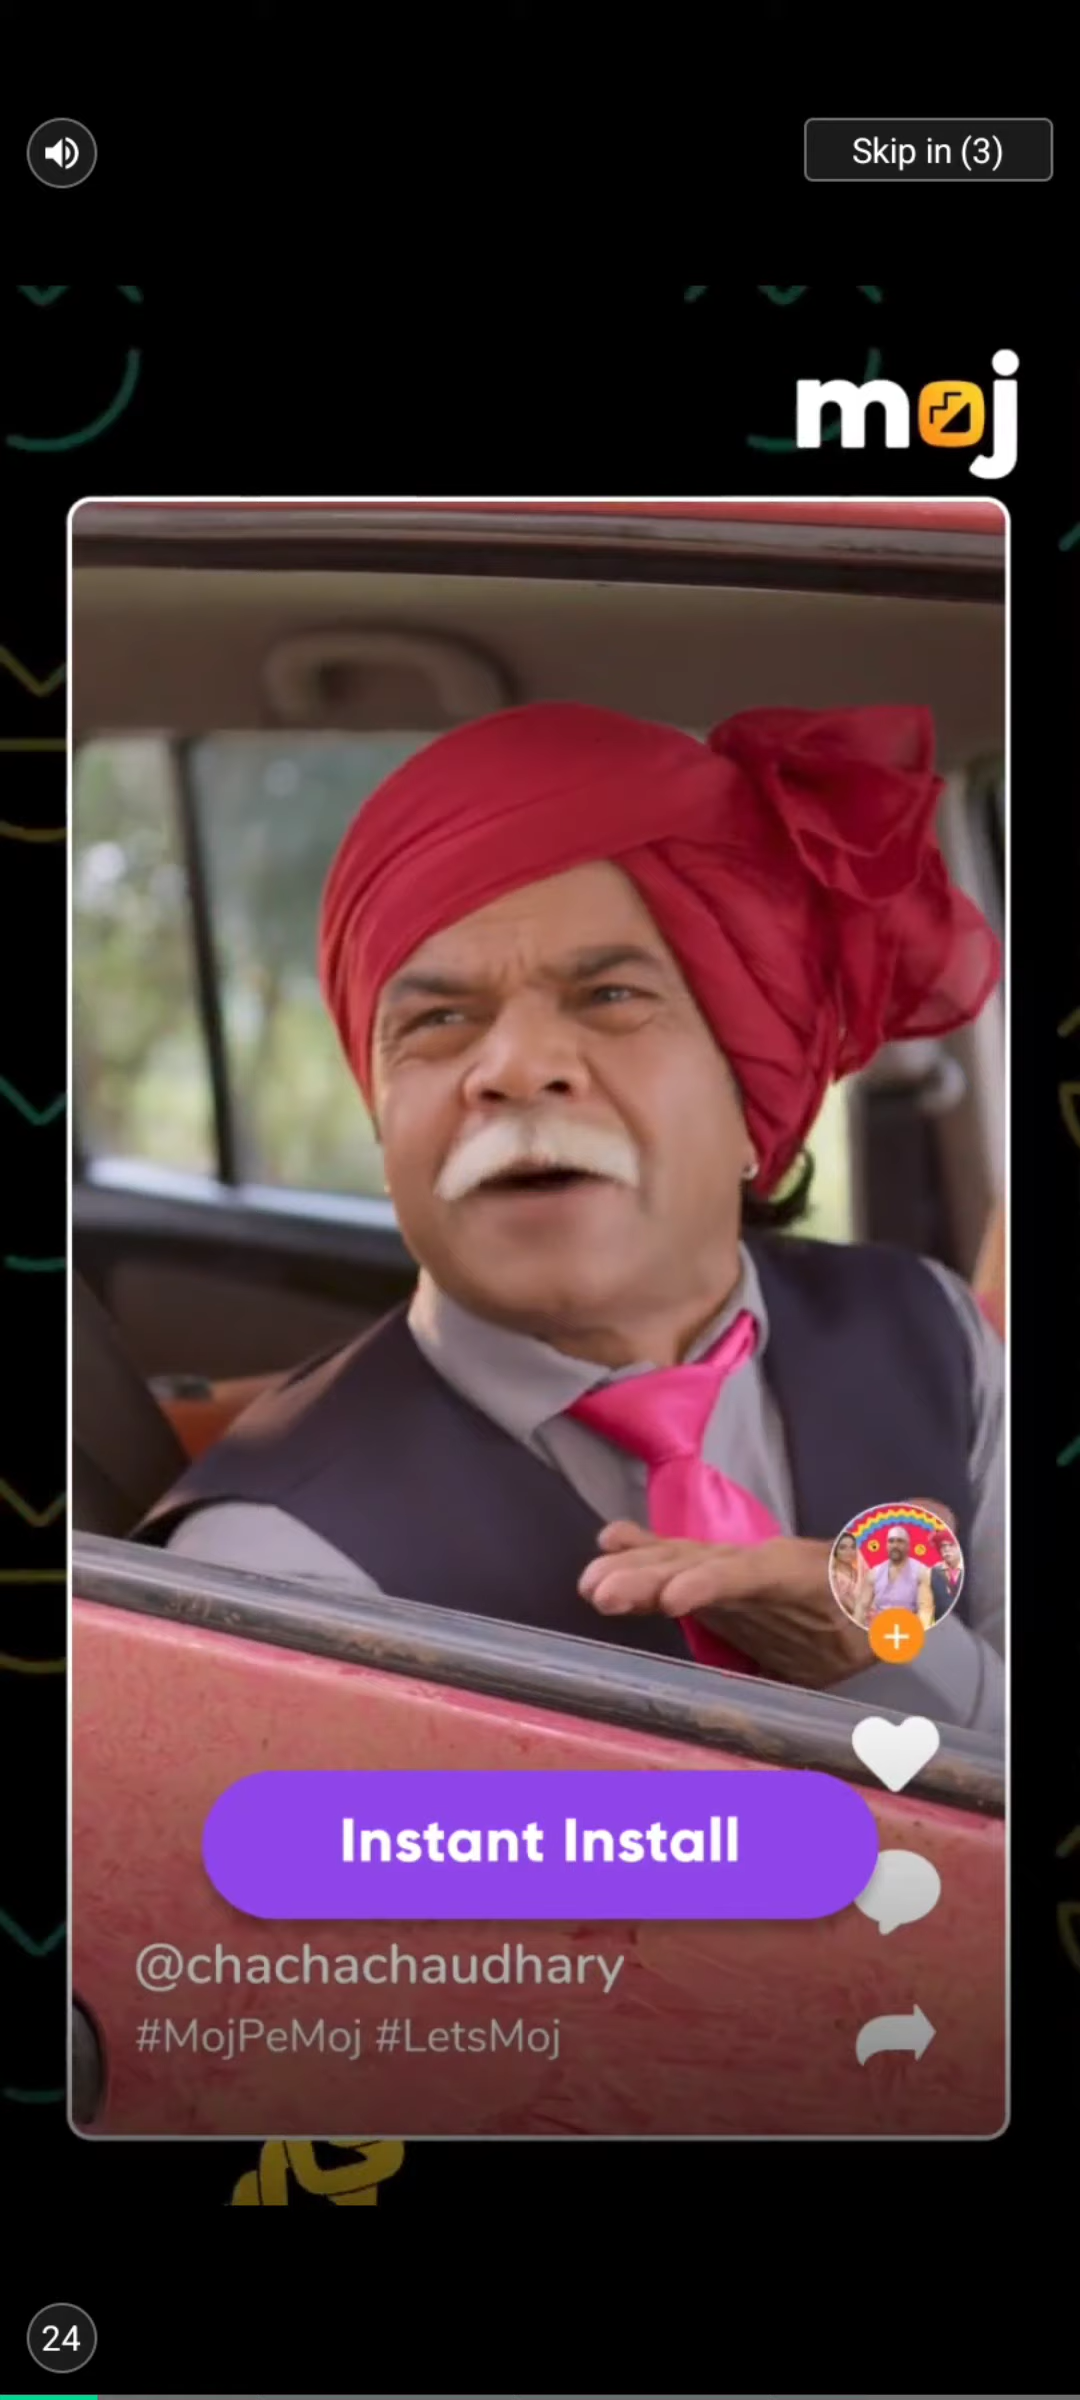 Skip in (3)
moj
Instant Install
@chachachaudhary
#MojPeMoj #LetsMoj
24